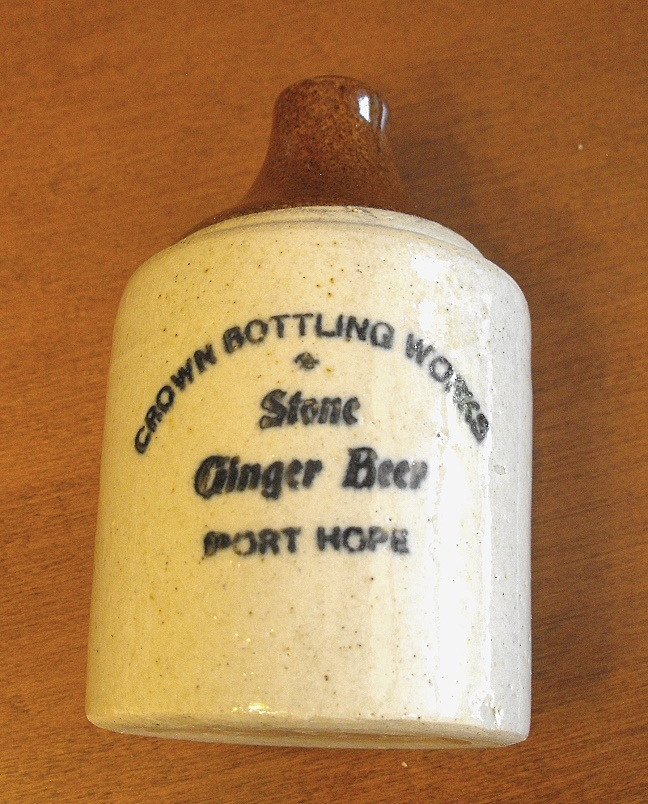 CROWN BOTTLING WORKS
Stone
Ginger Beer
PORT HOPE